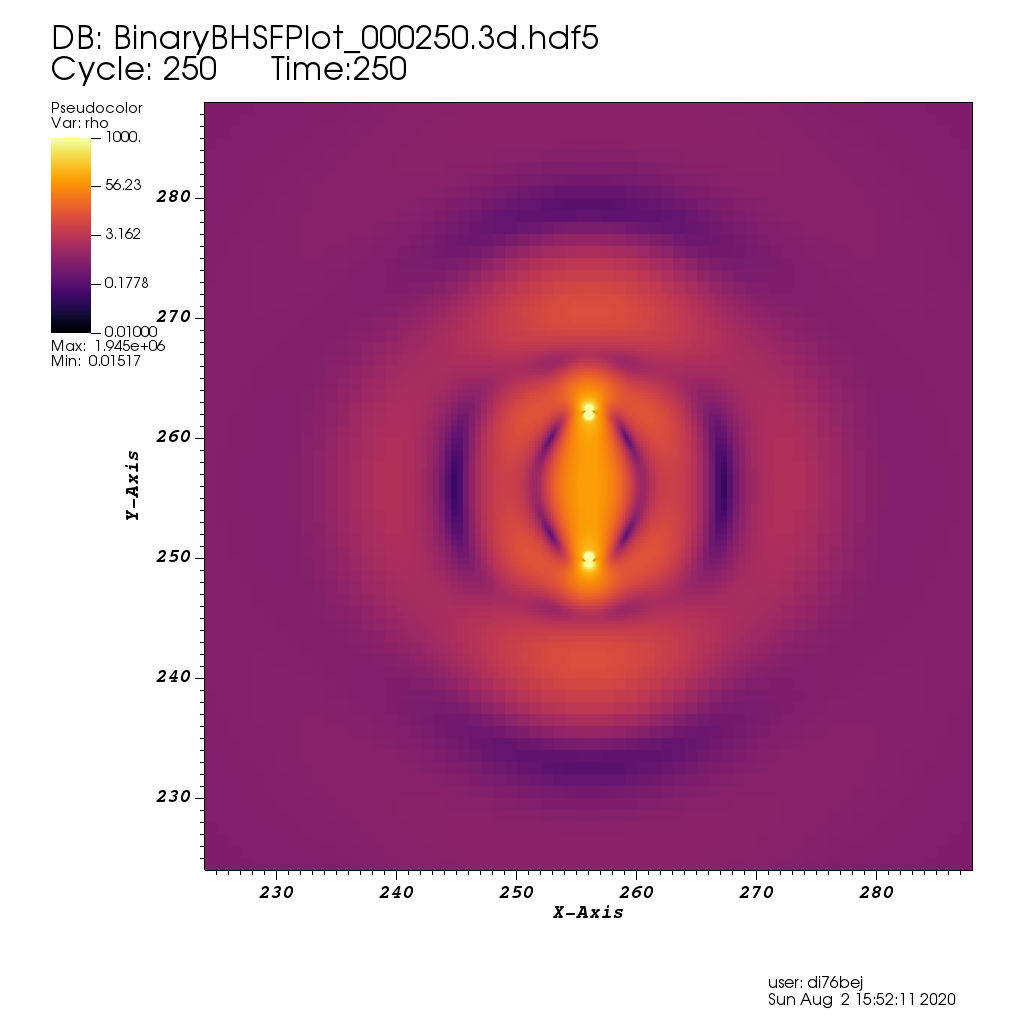 DB: BinaryBHSFPlot_000250.3d.hdf5
Cycle: 250 Time:250
Pseudocolor
Var: rho
1000.
56.23
3.162
0.1778
0.01000
Max: 1.945e+06
Min: 0.01517
280
270
260
250
240
230
Y-Axis
230 240 250 260 270 280
X-Axis
user: di76bej
Sun Aug 2 15:52:11 2020